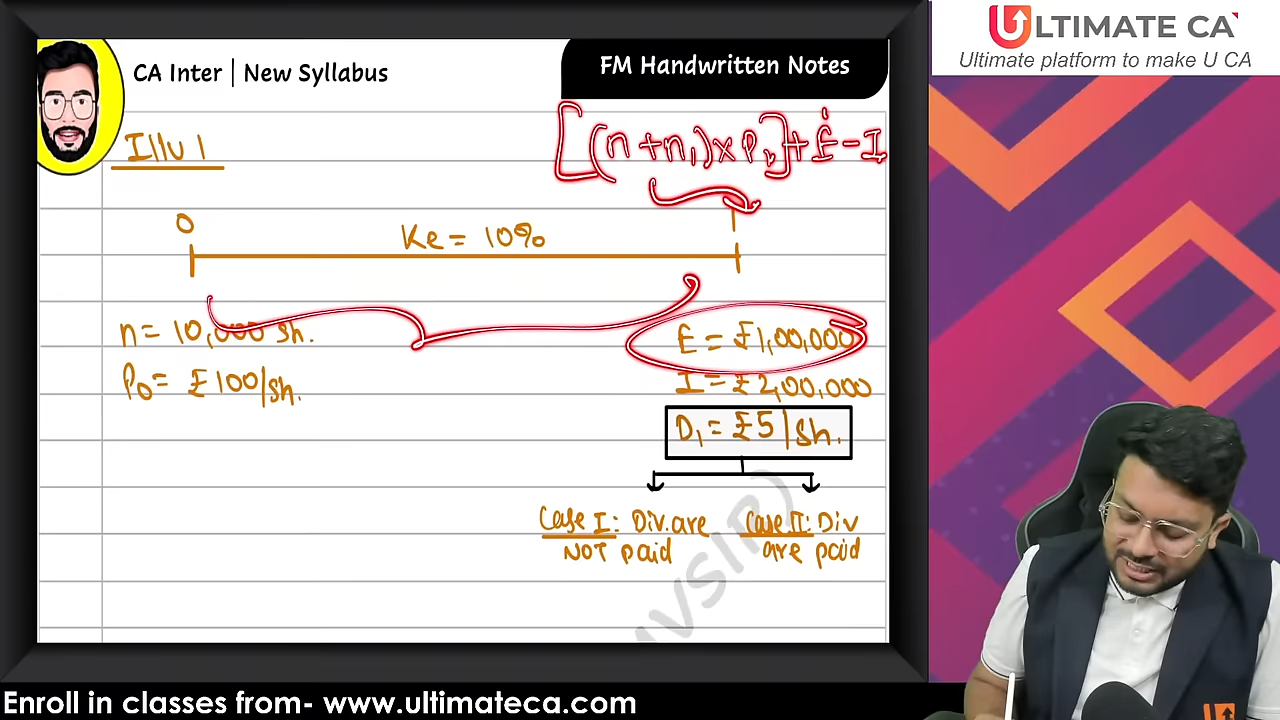 ULTIMATE CA
Ultimate platform to make U CA
CA Inter | New Syllabus
FM Handwritten Notes
Illu 1
[(n+n₁)×P₁]+E-I
0
1
Ke = 10%
n = 10,000 sh.
E = ₹1,00,000
P₀ = ₹100/sh.
I = ₹2,00,000
D₁ = ₹5/sh.
Case I: Div. are
NOT paid
Case II: Div
are paid
VSIR)
Enroll in classes from- www.ultimateca.com